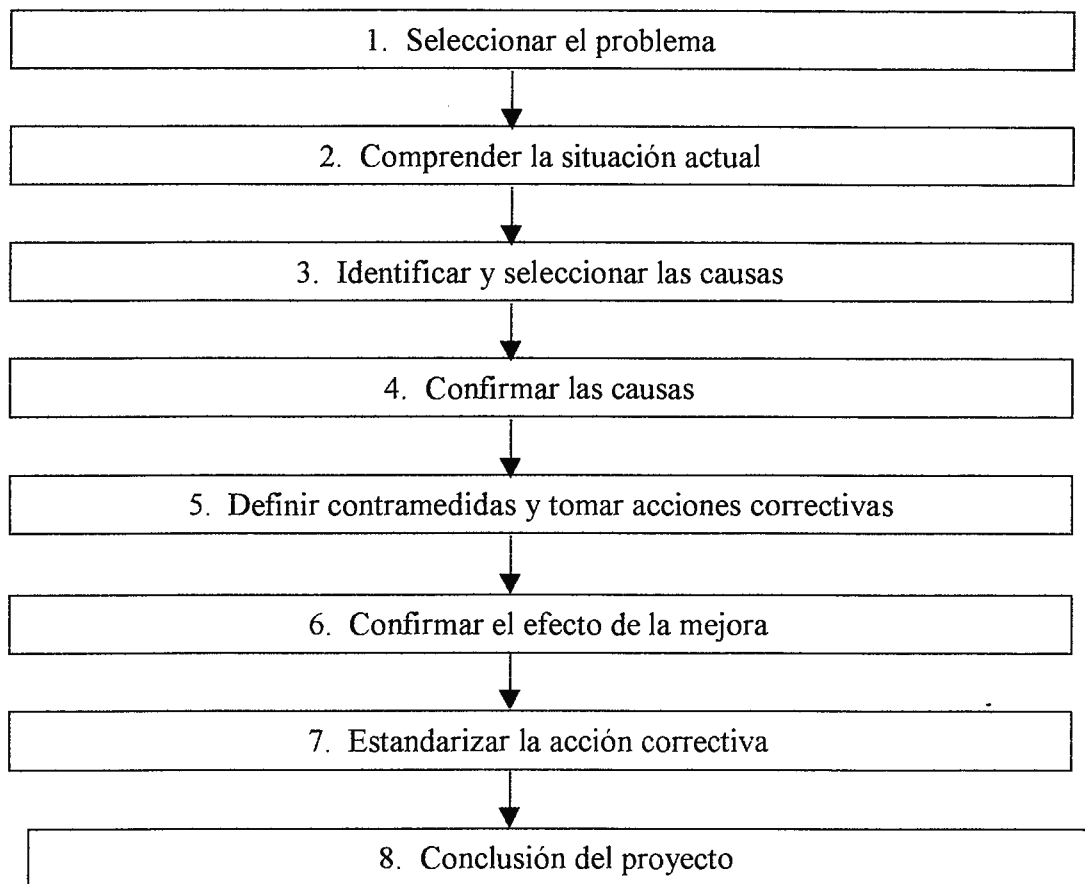 1. Seleccionar el problema
2. Comprender la situación actual
3. Identificar y seleccionar las causas
4. Confirmar las causas
5. Definir contramedidas y tomar acciones correctivas
6. Confirmar el efecto de la mejora
7. Estandarizar la acción correctiva
8. Conclusión del proyecto